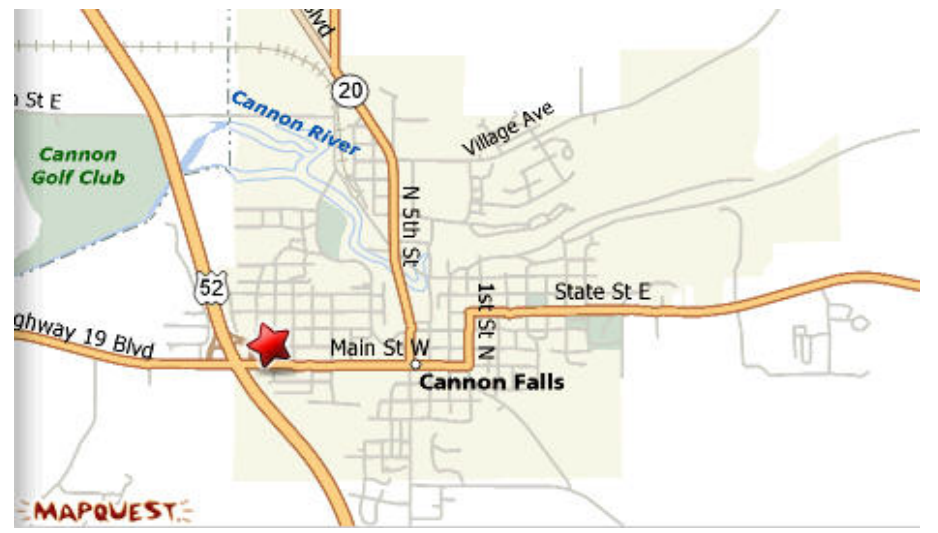 lvd
20
St E
Cannon River
Village Ave
Cannon
Golf Club
N 5th St
52
1st St N
State St E
ghway 19 Blvd
Main St W
Cannon Falls
MAPQUEST